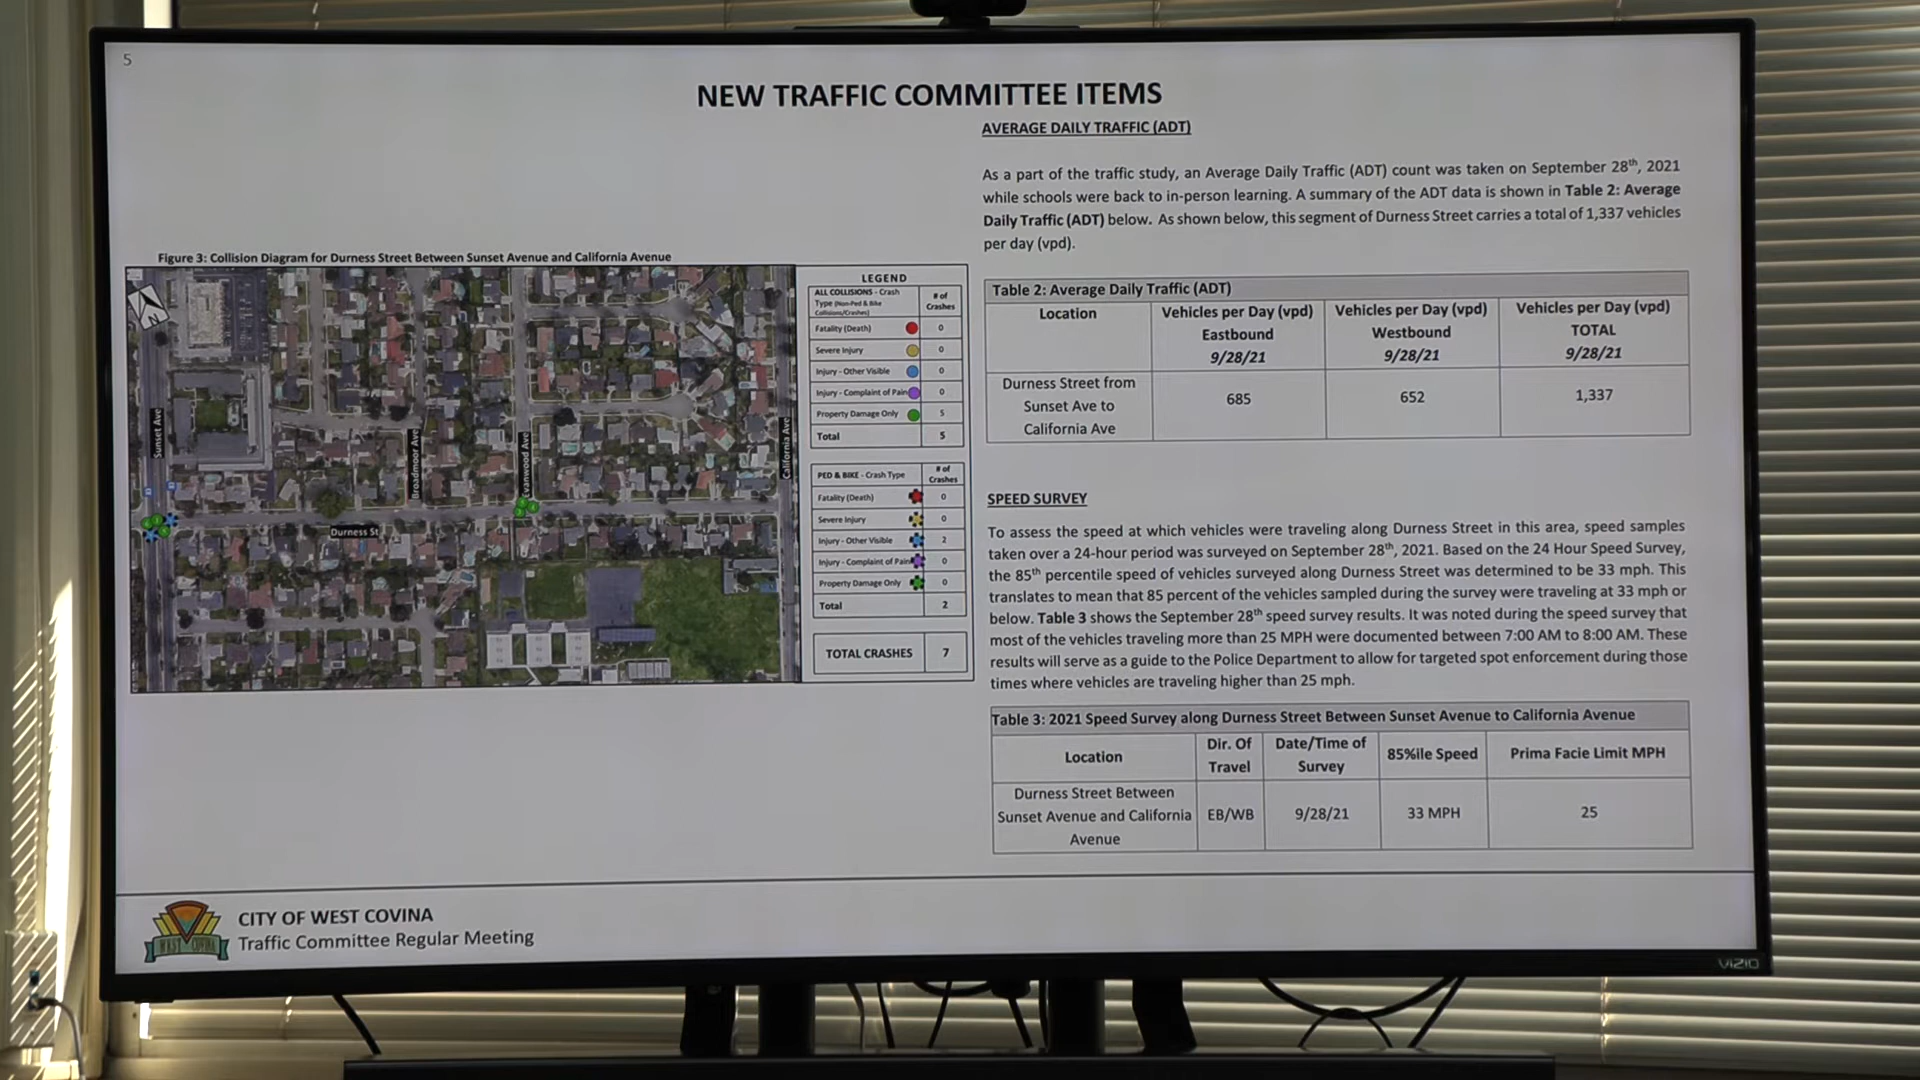 5
NEW TRAFFIC COMMITTEE ITEMS
Figure 3: Collision Diagram for Durness Street Between Sunset Avenue and California Avenue
N
Sunset Ave
Broadmoor Ave
Evanwood Ave
California Ave
Durness St
LEGEND
ALL COLLISIONS - Crash Type (Non-Ped & Bike Collisions/Crashes) # of Crashes
Fatality (Death) 0
Severe Injury 0
Injury - Other Visible 0
Injury - Complaint of Pain 0
Property Damage Only 5
Total 5
PED & BIKE - Crash Type # of Crashes
Fatality (Death) 0
Severe Injury 0
Injury - Other Visible 2
Injury - Complaint of Pain 0
Property Damage Only 0
Total 2
TOTAL CRASHES 7
AVERAGE DAILY TRAFFIC (ADT)
As a part of the traffic study, an Average Daily Traffic (ADT) count was taken on September 28th, 2021
while schools were back to in-person learning. A summary of the ADT data is shown in Table 2: Average
Daily Traffic (ADT) below. As shown below, this segment of Durness Street carries a total of 1,337 vehicles
per day (vpd).
Table 2: Average Daily Traffic (ADT)
Location
Vehicles per Day (vpd)
Eastbound
9/28/21
Vehicles per Day (vpd)
Westbound
9/28/21
Vehicles per Day (vpd)
TOTAL
9/28/21
Durness Street from
Sunset Ave to
California Ave
685
652
1,337
SPEED SURVEY
To assess the speed at which vehicles were traveling along Durness Street in this area, speed samples
taken over a 24-hour period was surveyed on September 28th, 2021. Based on the 24 Hour Speed Survey,
the 85th percentile speed of vehicles surveyed along Durness Street was determined to be 33 mph. This
translates to mean that 85 percent of the vehicles sampled during the survey were traveling at 33 mph or
below. Table 3 shows the September 28th speed survey results. It was noted during the speed survey that
most of the vehicles traveling more than 25 MPH were documented between 7:00 AM to 8:00 AM. These
results will serve as a guide to the Police Department to allow for targeted spot enforcement during those
times where vehicles are traveling higher than 25 mph.
Table 3: 2021 Speed Survey along Durness Street Between Sunset Avenue to California Avenue
Location
Dir. Of
Travel
Date/Time of
Survey
85%ile Speed
Prima Facie Limit MPH
Durness Street Between
Sunset Avenue and California
Avenue
EB/WB
9/28/21
33 MPH
25
WEST COVINA
CITY OF WEST COVINA
Traffic Committee Regular Meeting
VIZIO